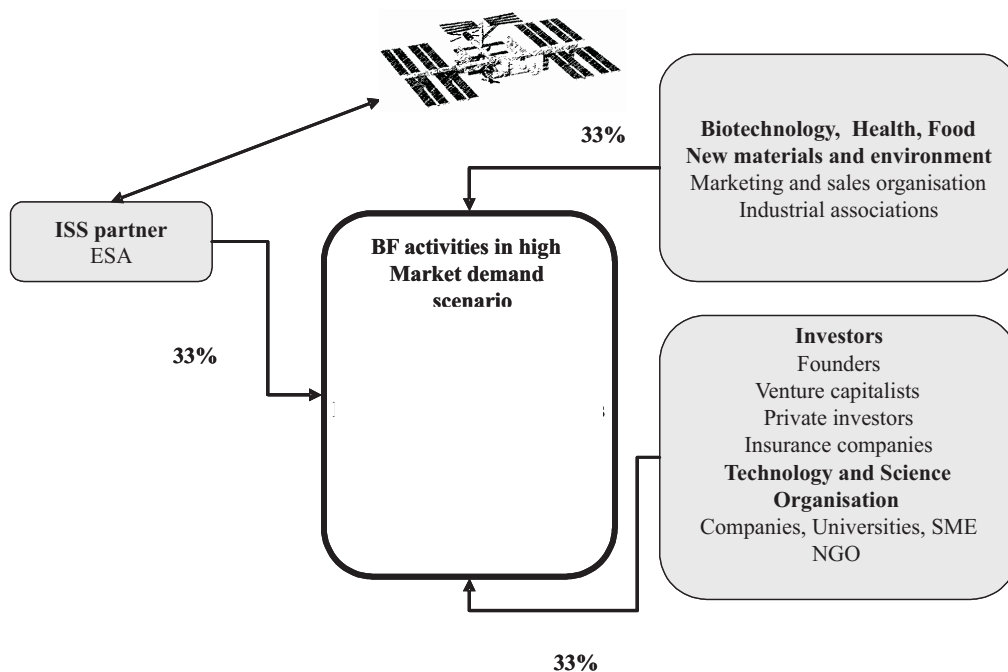 33%
Biotechnology, Health, Food
New materials and environment
Marketing and sales organisation
Industrial associations
ISS partner
ESA
BF activities in high
Market demand
scenario
33%
Investors
Founders
Venture capitalists
Private investors
Insurance companies
Technology and Science
Organisation
Companies, Universities, SME
NGO
33%